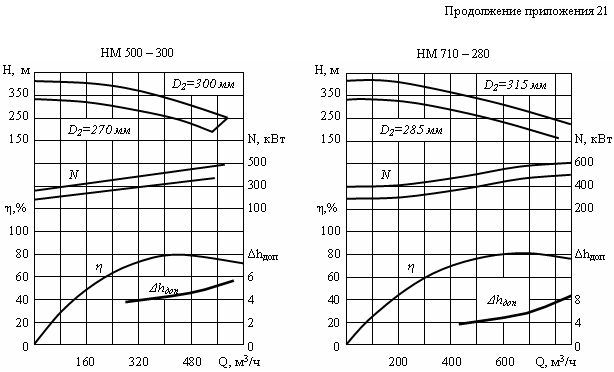 Продолжение приложения 21
НМ 500 – 300
Н, м
350
250
150
D₂=300 мм
D₂=270 мм
N, кВт
500
300
100
N
η,%
100
80
60
40
20
0
η
Δhдоп
Δhдоп
6
4
2
0
160 320 480 Q, м³/ч
НМ 710 – 280
Н, м
350
250
150
D₂=315 мм
D₂=285 мм
N, кВт
600
400
200
N
η,%
100
80
60
40
20
0
η
Δhдоп
Δhдоп
8
4
0
200 400 600 Q, м³/ч